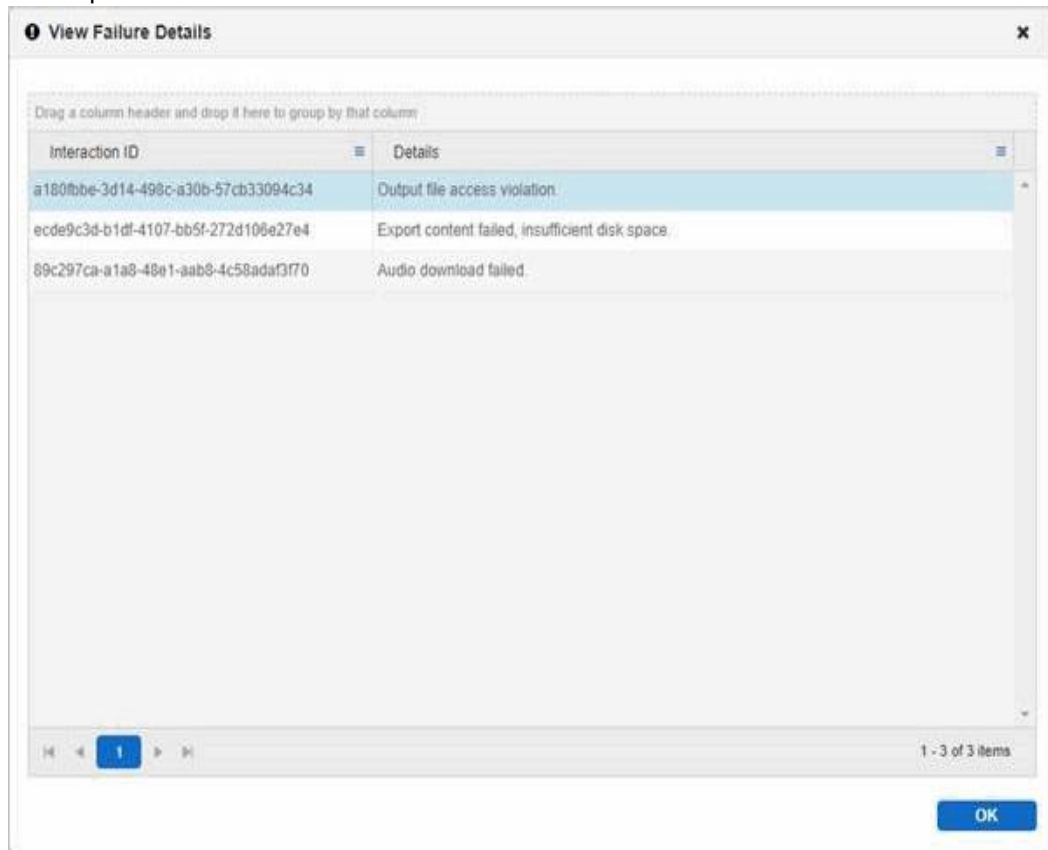 View Failure Details
Drag a column header and drop it here to group by that column
Interaction ID Details
a180fbbe-3d14-498c-a30b-57cb33094c34 Output file access violation.
ecde9c3d-b1df-4107-bb5f-272d106e27e4 Export content failed, insufficient disk space.
89c297ca-a1a8-48e1-aab8-4c58adaf3f70 Audio download failed.
1 1 - 3 of 3 items
OK